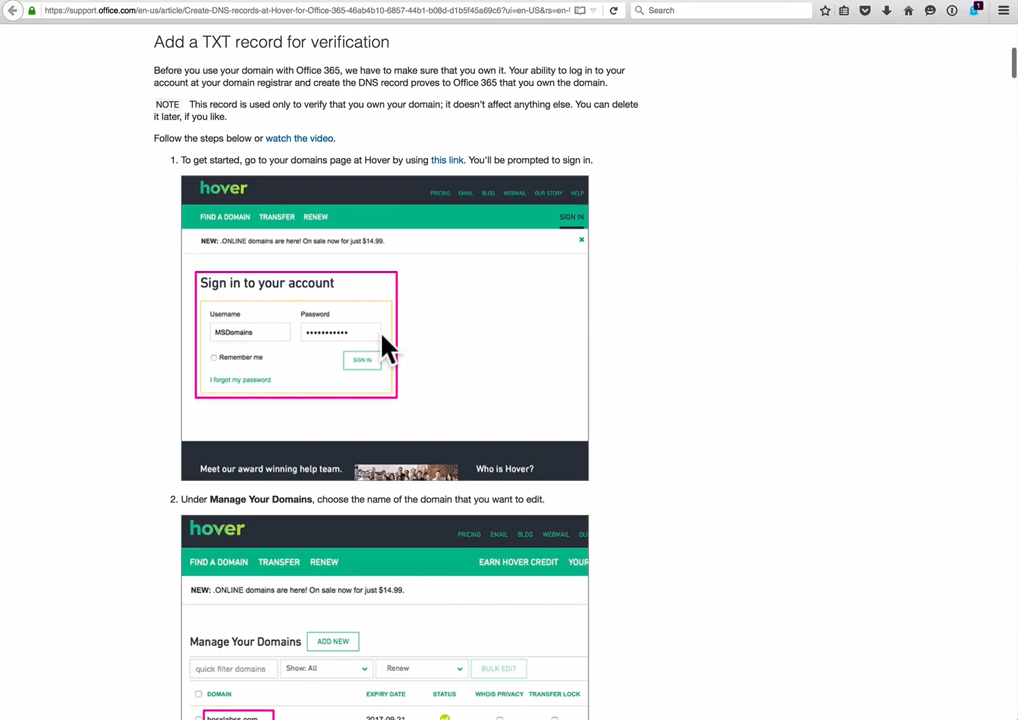 https://support.office.com/en-us/article/Create-DNS-records-at-Hover-for-Office-365-46ab4b10-6857-44b1-b08d-d1b5f45a69c6?ui=en-US&rs=en-
Search
1
Add a TXT record for verification
Before you use your domain with Office 365, we have to make sure that you own it. Your ability to log in to your
account at your domain registrar and create the DNS record proves to Office 365 that you own the domain.
NOTE This record is used only to verify that you own your domain; it doesn't affect anything else. You can delete
it later, if you like.
Follow the steps below or watch the video.
1. To get started, go to your domains page at Hover by using this link. You'll be prompted to sign in.
hover
PRICING EMAIL BLOG WEBMAIL OUR STORY HELP
FIND A DOMAIN TRANSFER RENEW SIGN IN
NEW: .ONLINE domains are here! On sale now for just $14.99.
Sign in to your account
Username Password
MSDomains •••••••••••
Remember me SIGN IN
I forgot my password
Meet our award winning help team. Who is Hover?
2. Under Manage Your Domains, choose the name of the domain that you want to edit.
hover
PRICING EMAIL BLOG WEBMAIL OU
FIND A DOMAIN TRANSFER RENEW EARN HOVER CREDIT YOUR
NEW: .ONLINE domains are here! On sale now for just $14.99.
Manage Your Domains ADD NEW
quick filter domains Show: All Renew BULK EDIT
DOMAIN EXPIRY DATE STATUS WHOIS PRIVACY TRANSFER LOCK
2017-09-21